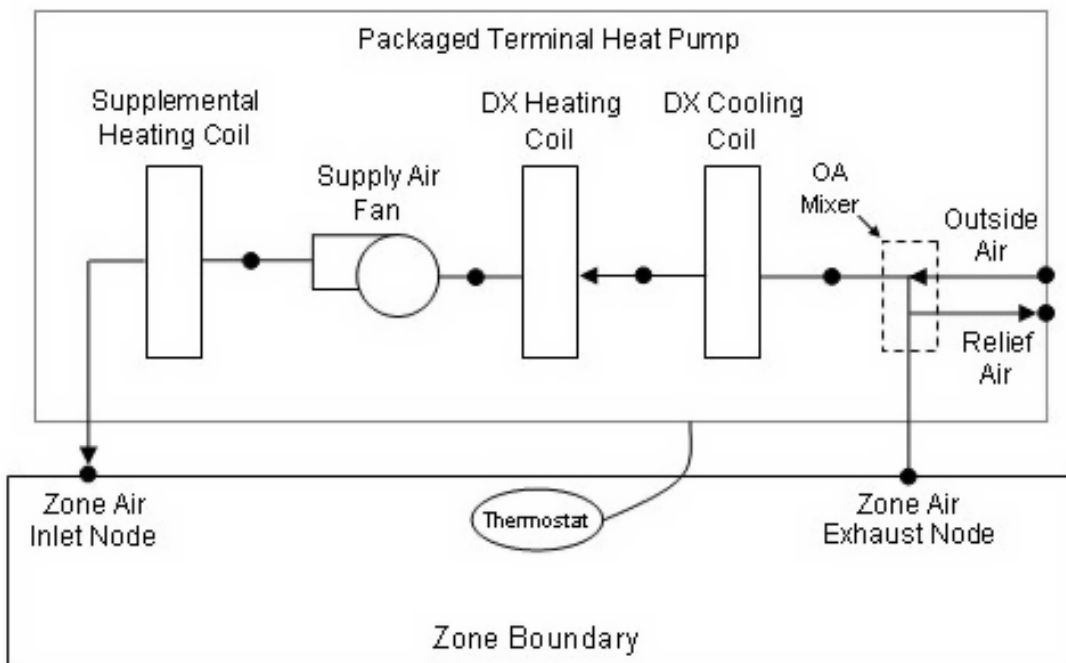 Packaged Terminal Heat Pump
Supplemental
Heating Coil
Supply Air
Fan
DX Heating
Coil
DX Cooling
Coil
OA
Mixer
Outside
Air
Relief
Air
Zone Air
Inlet Node
Thermostat
Zone Air
Exhaust Node
Zone Boundary